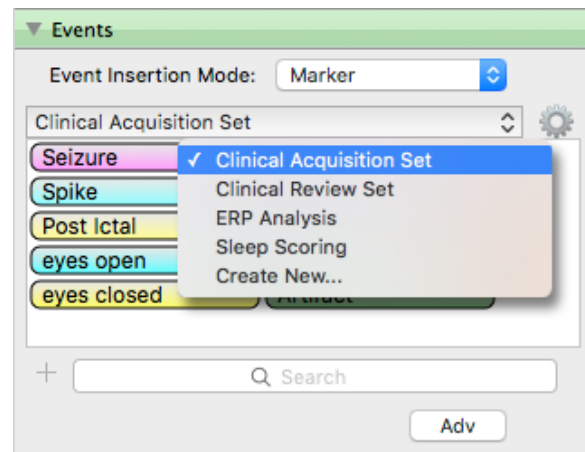 Events
Event Insertion Mode: Marker
Clinical Acquisition Set
Seizure ✓ Clinical Acquisition Set
Spike Clinical Review Set
Post Ictal ERP Analysis
eyes open Sleep Scoring
Create New...
eyes closed Artifact
Search
Adv